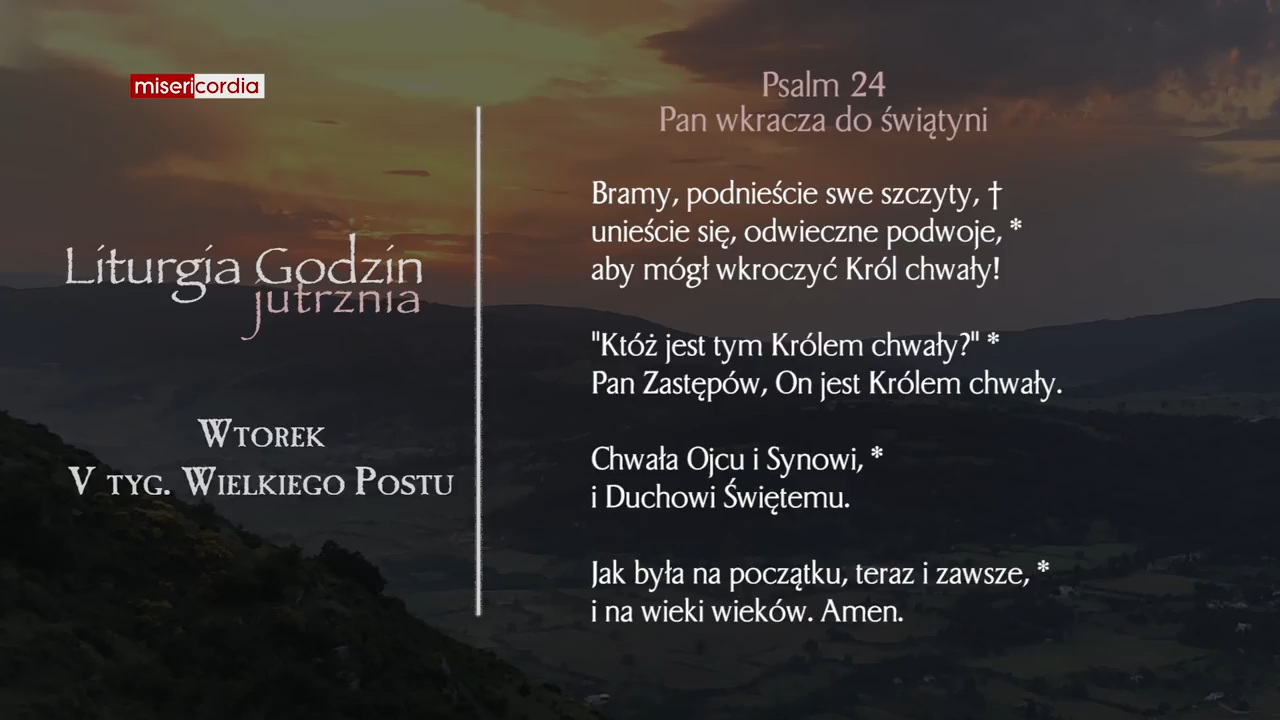 misericordia
Liturgia Godzin
jutrznia
Wtorek
V tyg. Wielkiego Postu
Psalm 24
Pan wkracza do świątyni
Bramy, podnieście swe szczyty, †
unieście się, odwieczne podwoje, *
aby mógł wkroczyć Król chwały!
"Któż jest tym Królem chwały?" *
Pan Zastępów, On jest Królem chwały.
Chwała Ojcu i Synowi, *
i Duchowi Świętemu.
Jak była na początku, teraz i zawsze, *
i na wieki wieków. Amen.